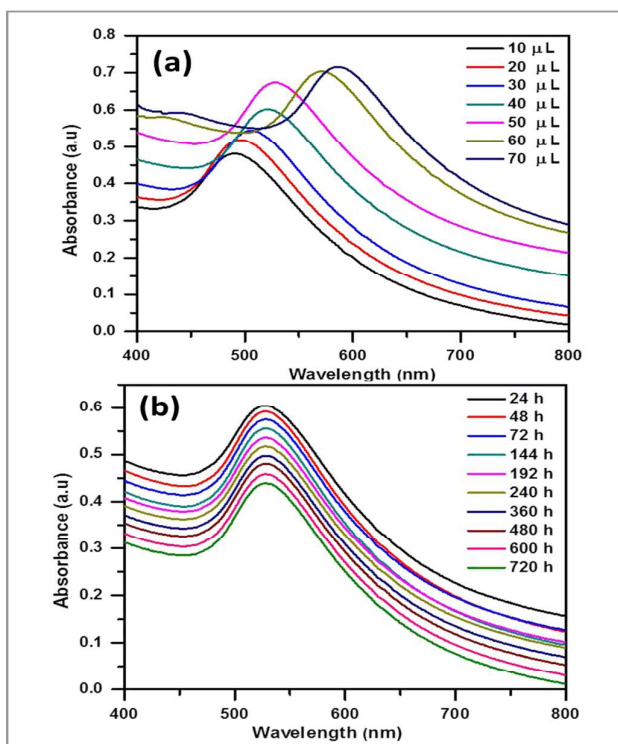 (a)
10 μL
20 μL
30 μL
40 μL
50 μL
60 μL
70 μL
0.8
0.7
0.6
0.5
0.4
0.3
0.2
0.1
0.0
Absorbance (a.u)
400 500 600 700 800
Wavelength (nm)
(b)
24 h
48 h
72 h
144 h
192 h
240 h
360 h
480 h
600 h
720 h
0.6
0.5
0.4
0.3
0.2
0.1
0.0
Absorbance (a.u)
400 500 600 700 800
Wavelength (nm)